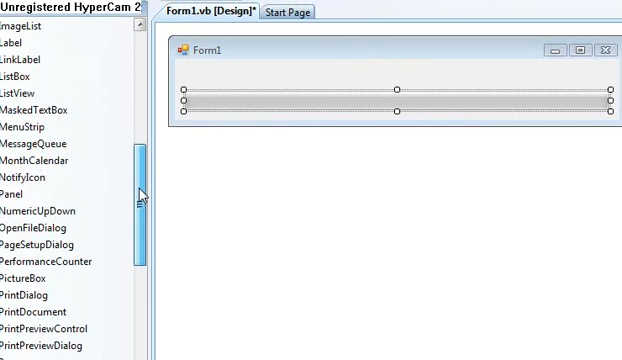 Unregistered HyperCam 2
Form1.vb [Design]* Start Page
ImageList
Label
LinkLabel
ListBox
ListView
MaskedTextBox
MenuStrip
MessageQueue
MonthCalendar
NotifyIcon
Panel
NumericUpDown
OpenFileDialog
PageSetupDialog
PerformanceCounter
PictureBox
PrintDialog
PrintDocument
PrintPreviewControl
PrintPreviewDialog
Form1